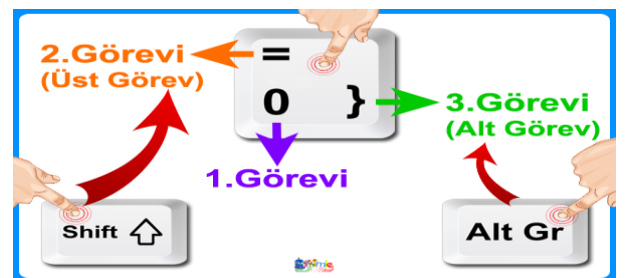 2.Görevi
(Üst Görev)
=
0 }
3.Görevi
(Alt Görev)
1.Görevi
Shift
Alt Gr